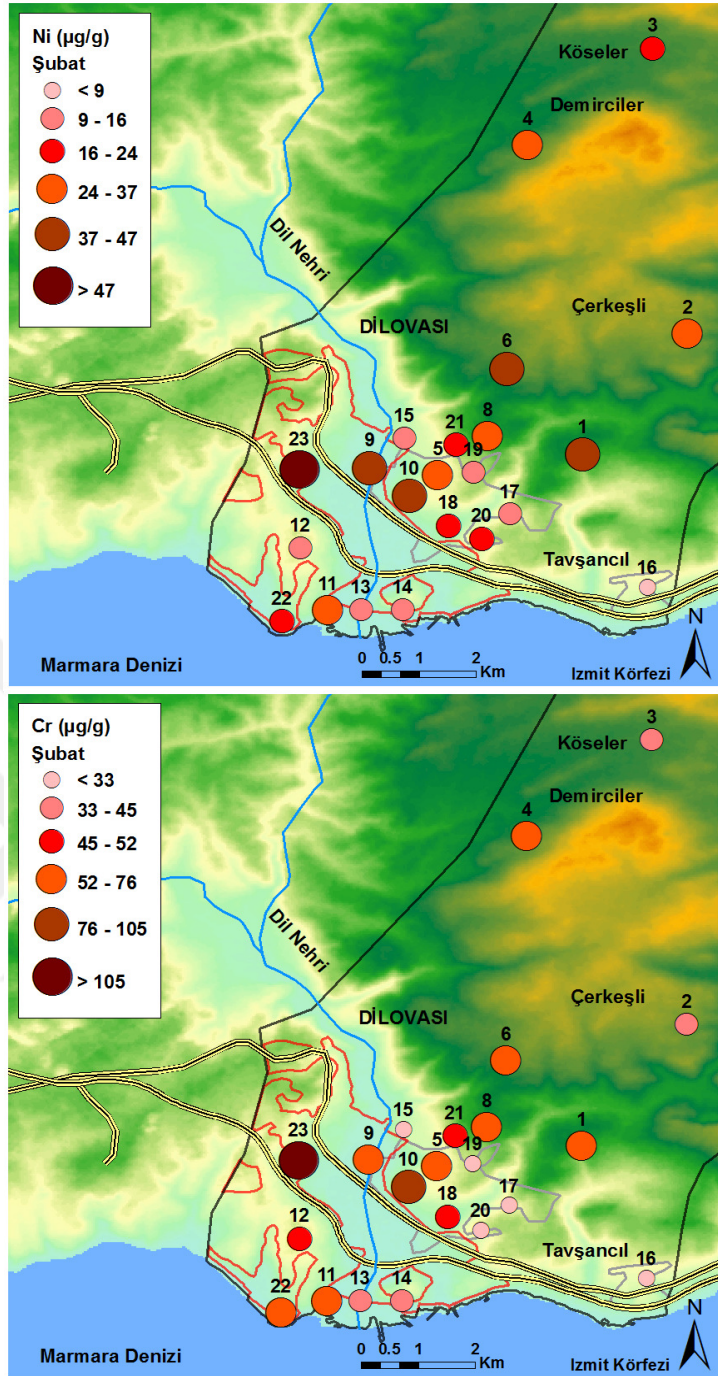 Ni (µg/g)
Şubat
< 9
9 - 16
16 - 24
24 - 37
37 - 47
> 47
3
Köseler
Demirciler
4
Dil Nehri
Çerkeşli
2
DİLOVASI
6
1
15
21
8
23
9
5
19
10
17
18
20
12
Tavşancıl
16
22
11
13
14
N
0 0.5 1 2
Km
Marmara Denizi
Izmit Körfezi
Cr (µg/g)
Şubat
< 33
33 - 45
45 - 52
52 - 76
76 - 105
> 105
3
Köseler
Demirciler
4
Dil Nehri
Çerkeşli
2
DİLOVASI
6
1
15
21
8
23
9
5
19
10
17
18
20
12
Tavşancıl
16
22
11
13
14
N
0 0.5 1 2
Km
Marmara Denizi
Izmit Körfezi